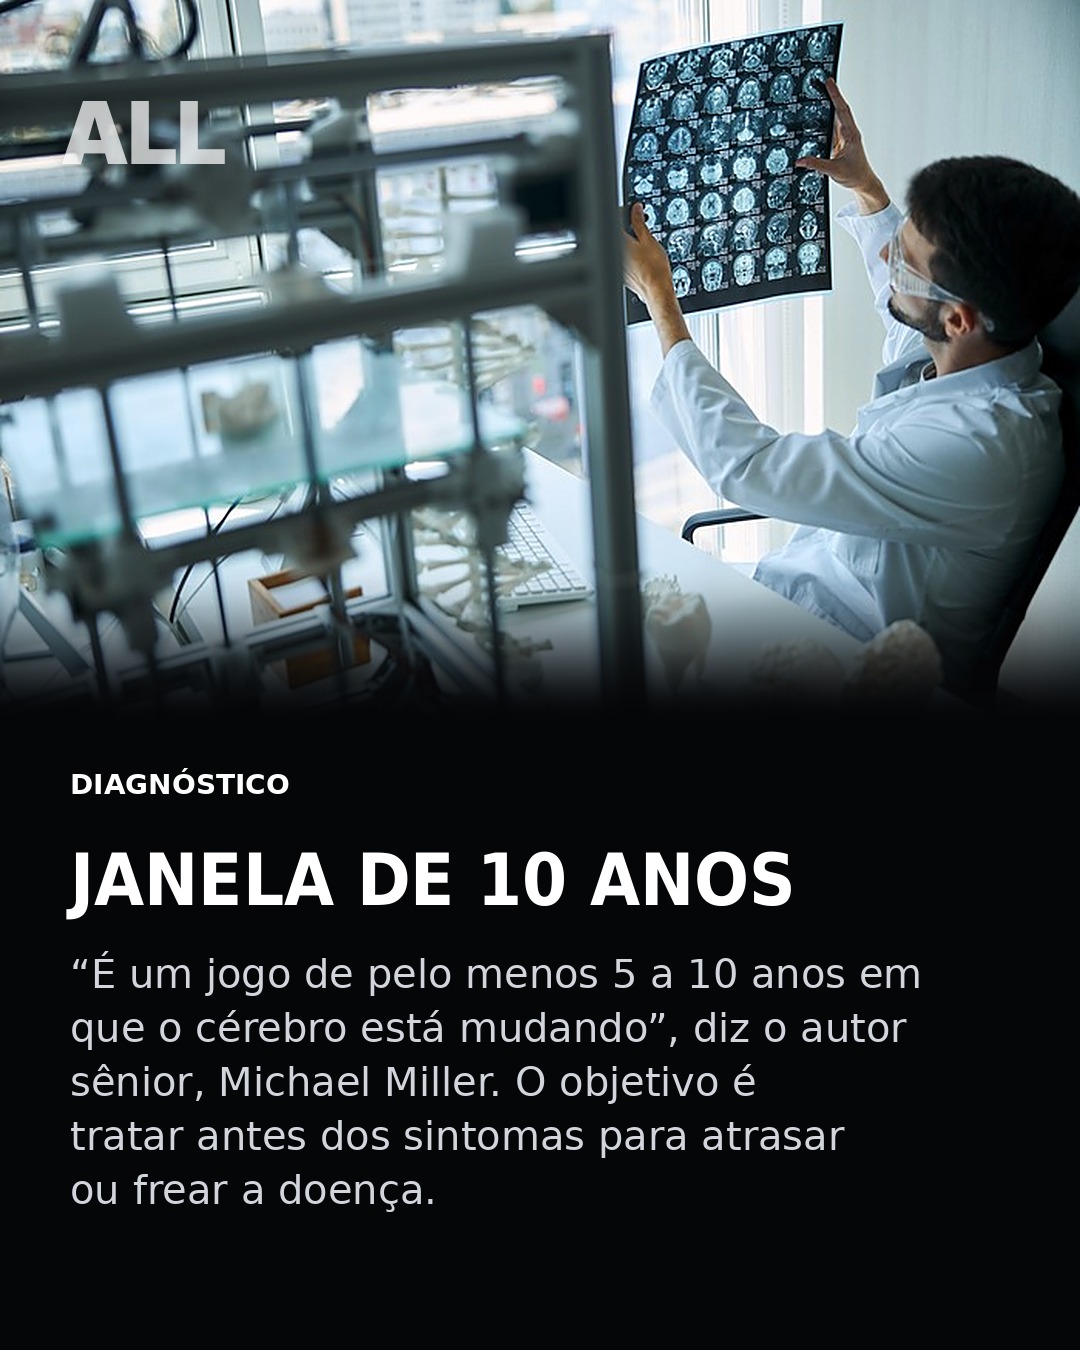 ALL
DIAGNÓSTICO
JANELA DE 10 ANOS
“É um jogo de pelo menos 5 a 10 anos em
que o cérebro está mudando”, diz o autor
sênior, Michael Miller. O objetivo é
tratar antes dos sintomas para atrasar
ou frear a doença.